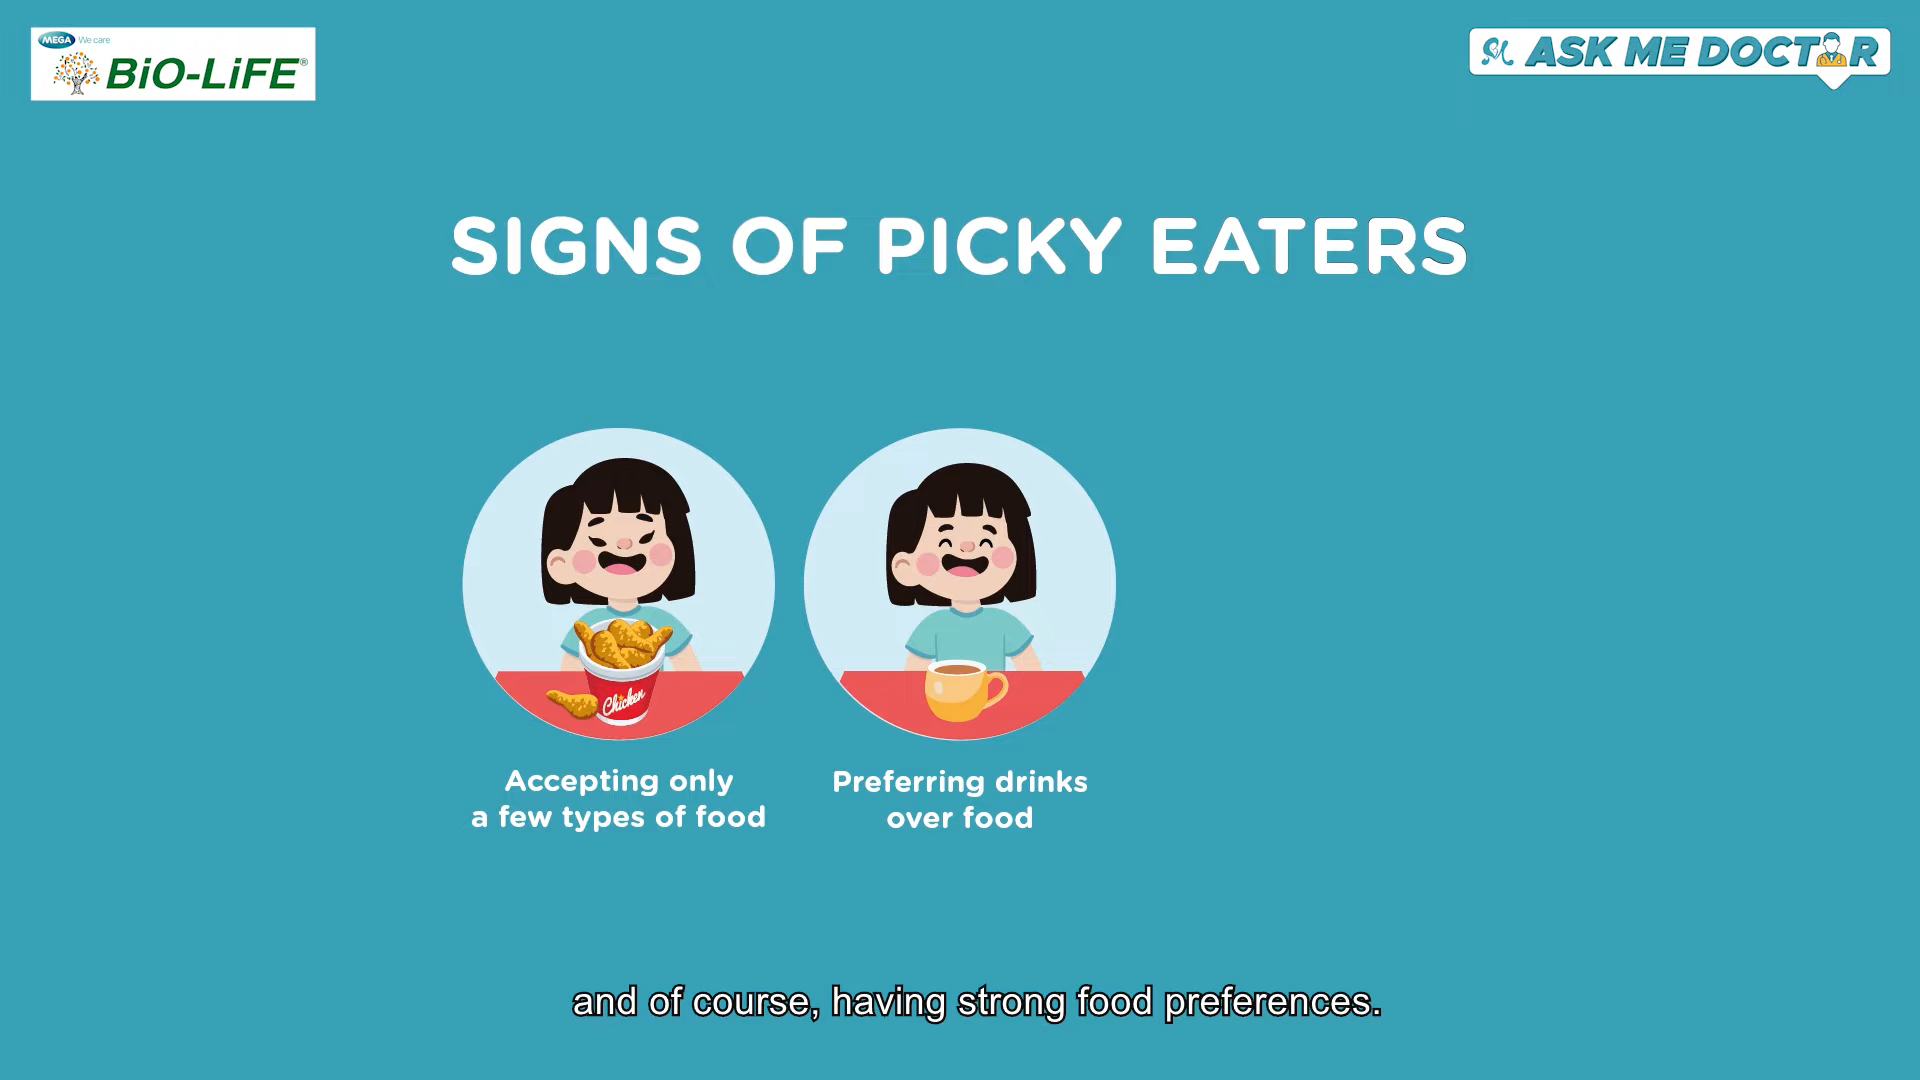 MEGA We care
BiO-LiFE®
ASK ME DOCTOR
SIGNS OF PICKY EATERS
Chicken
Accepting only
a few types of food
Preferring drinks
over food
and of course, having strong food preferences.